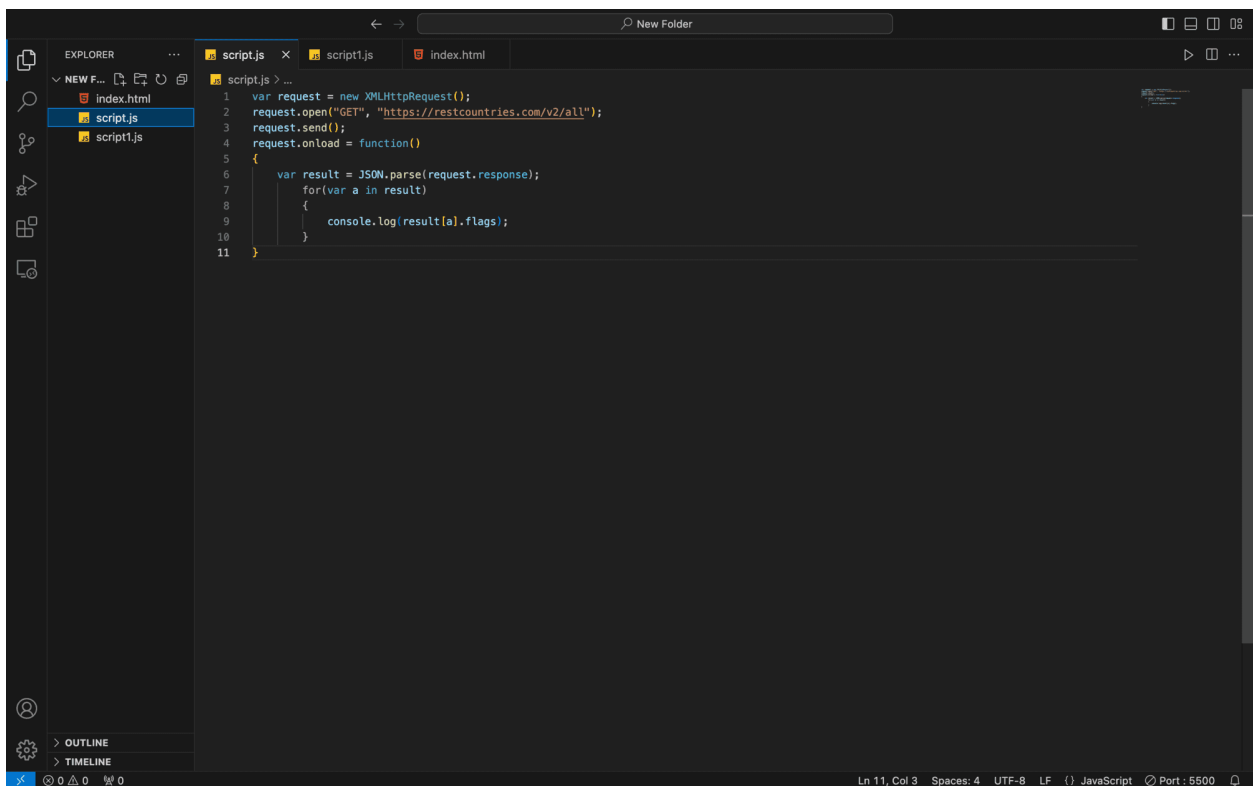 New Folder
EXPLORER ...
script.js
script1.js
index.html
NEW F...
script.js > ...
index.html
script.js
script1.js
1 var request = new XMLHttpRequest();
2 request.open("GET", "https://restcountries.com/v2/all");
3 request.send();
4 request.onload = function()
5 {
6 var result = JSON.parse(request.response);
7 for(var a in result)
8 {
9 console.log(result[a].flags);
10 }
11 }
OUTLINE
TIMELINE
0 0 0 Ln 11, Col 3 Spaces: 4 UTF-8 LF {} JavaScript Port : 5500